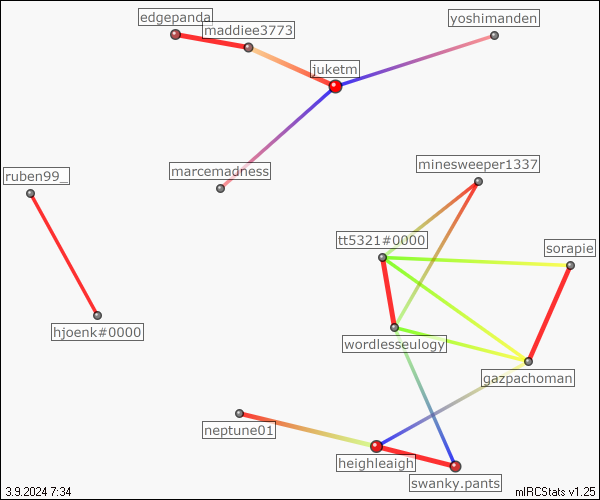 edgepanda
yoshimanden
maddiee3773
juketm
minesweeper1337
marcemadness
ruben99_
tt5321#0000
sorapie
hjoenk#0000
wordlesseulogy
gazpachoman
neptune01
heighleaigh
swanky.pants
3.9.2024 7:34
mIRCStats v1.25